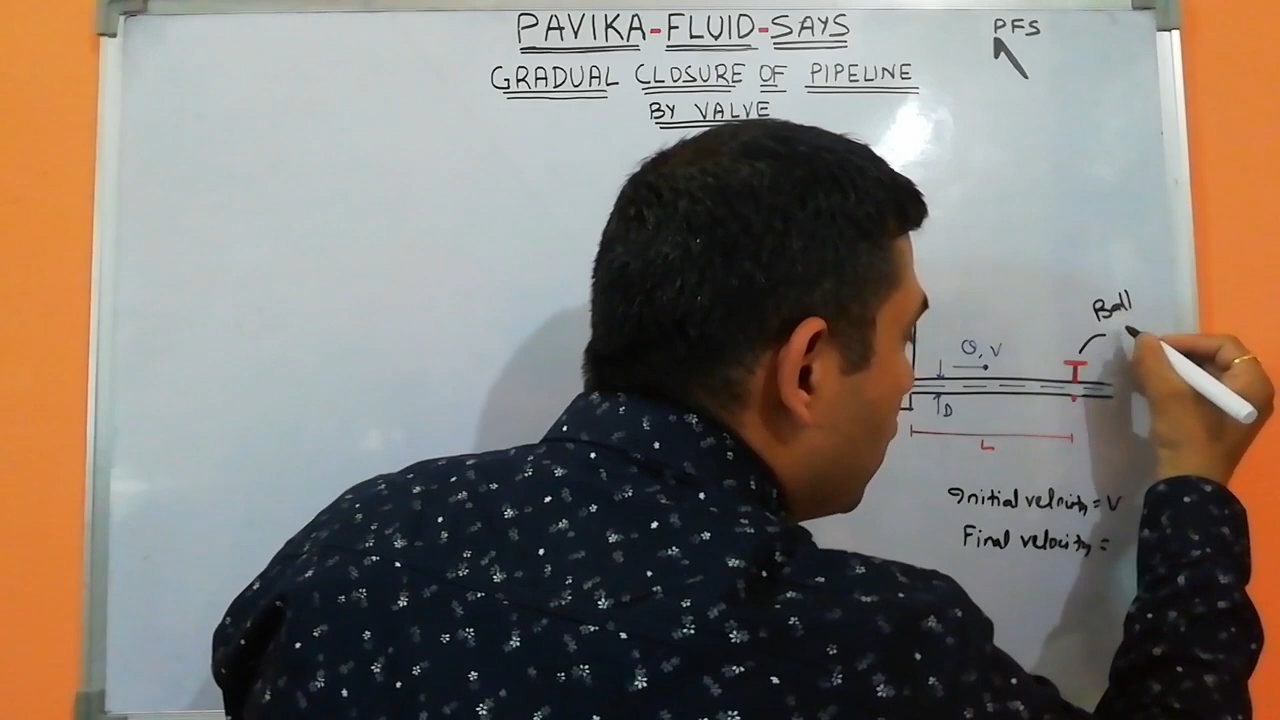 PAVIKA-FLUID-SAYS
PFS
GRADUAL CLOSURE OF PIPELINE
BY VALVE
Ball
Q, V
D
L
Initial velocity = V
Final velocity =